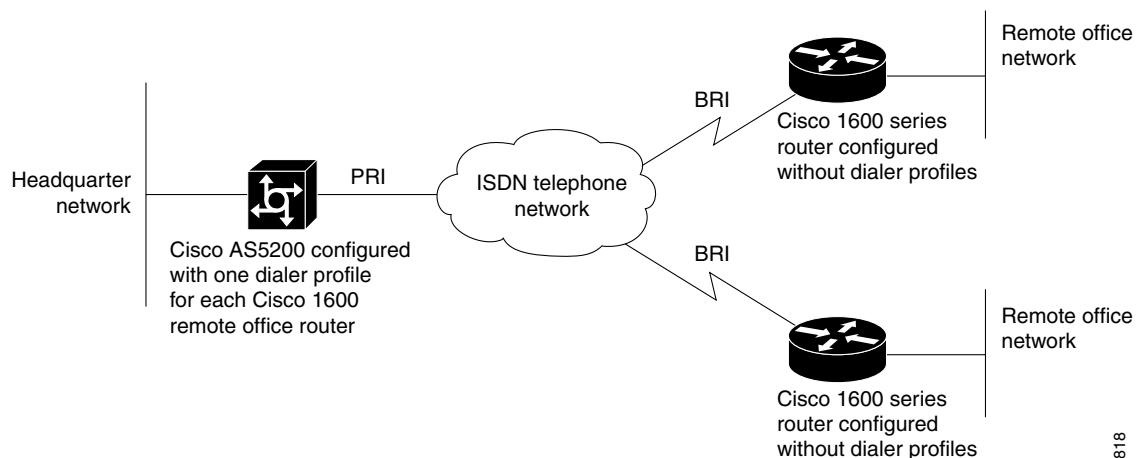 Headquarter
network
PRI
Cisco AS5200 configured
with one dialer profile
for each Cisco 1600
remote office router
ISDN telephone
network
BRI
Cisco 1600 series
router configured
without dialer profiles
Remote office
network
BRI
Cisco 1600 series
router configured
without dialer profiles
Remote office
network
818